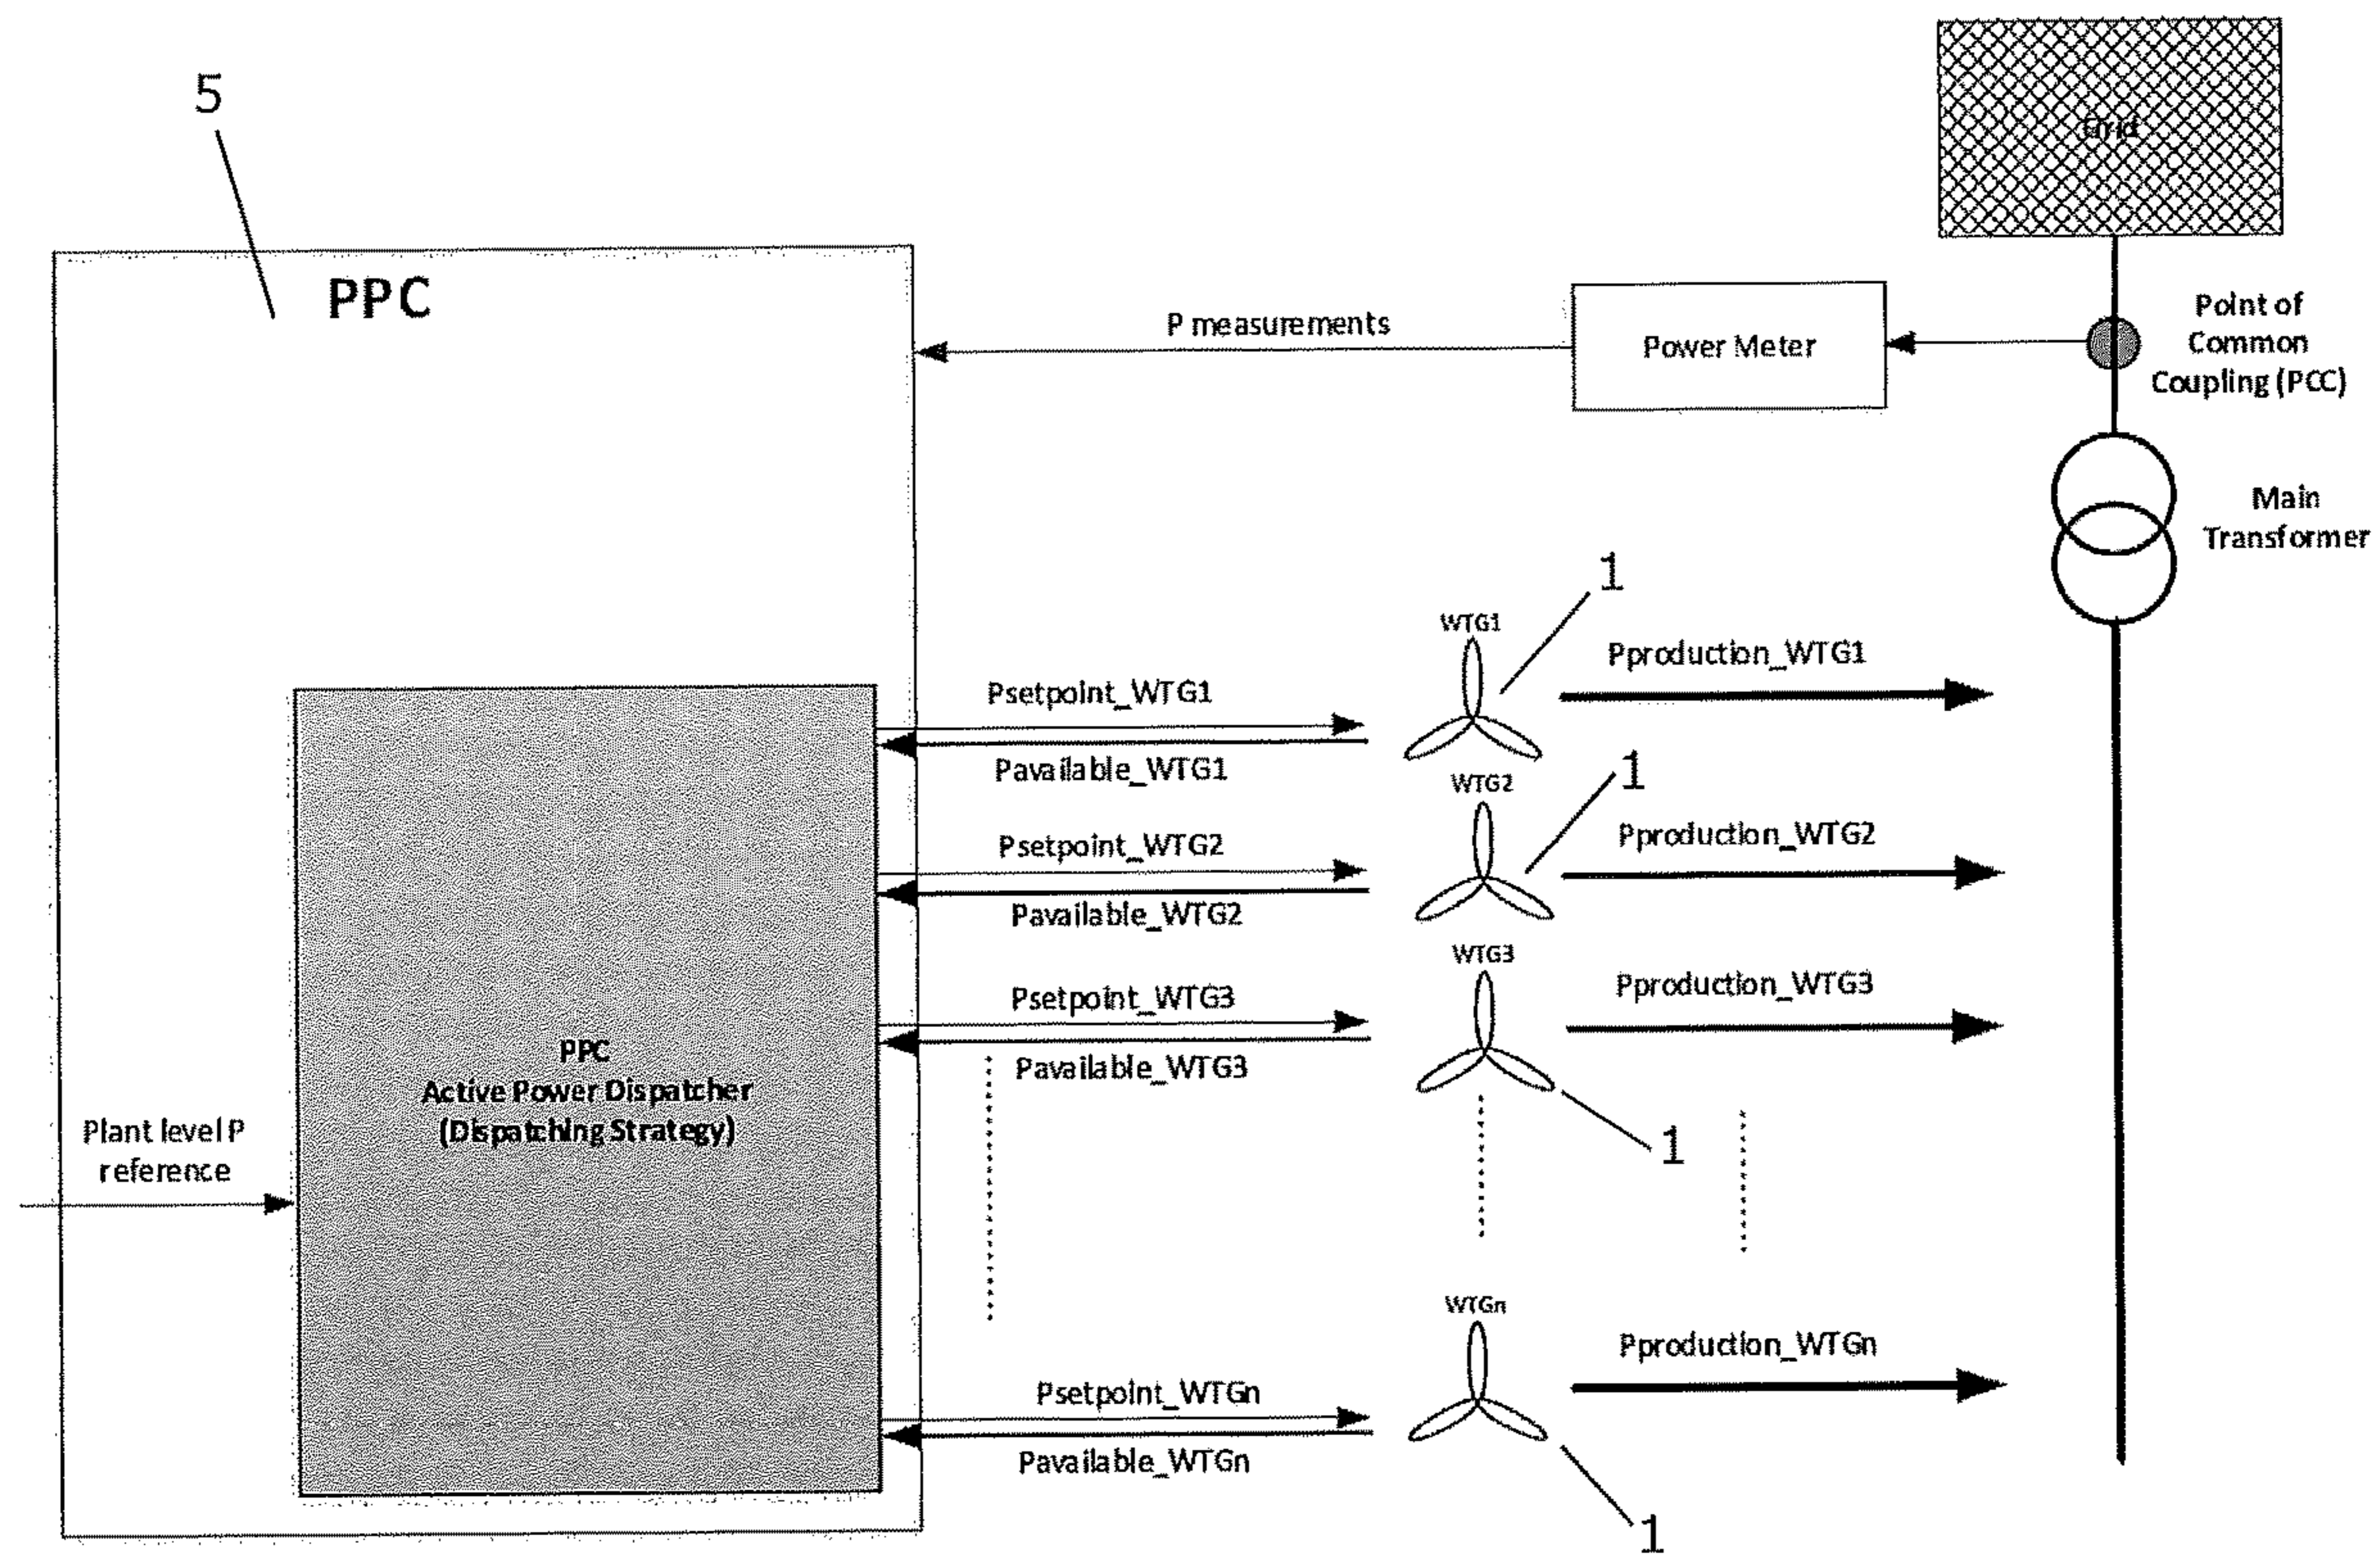 5
Grid
PPC
P measurements
Power Meter
Point of
Common
Coupling (PCC)
Main
Transformer
1
WTG1
Pproduction_WTG1
Psetpoint_WTG1
Pavailable_WTG1
1
WTG2
Pproduction_WTG2
Psetpoint_WTG2
Pavailable_WTG2
WTG3
Pproduction_WTG3
Psetpoint_WTG3
Pavailable_WTG3
1
PPC
Active Power Dispatcher
(Dispatching Strategy)
Plant level P
reference
WTGn
Pproduction_WTGn
Psetpoint_WTGn
Pavailable_WTGn
1